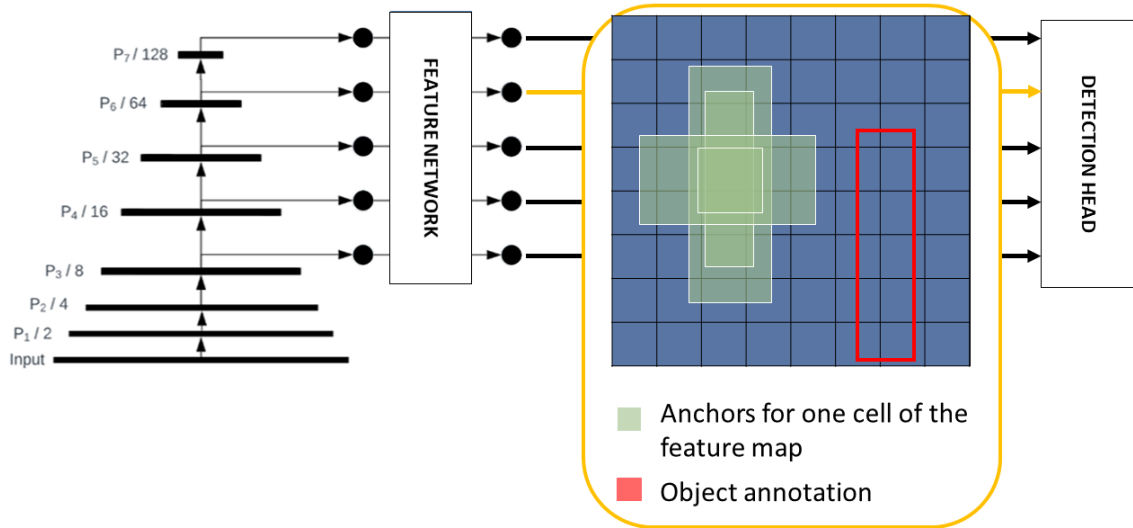 P₇ / 128
P₆ / 64
P₅ / 32
P₄ / 16
P₃ / 8
P₂ / 4
P₁ / 2
Input
FEATURE NETWORK
DETECTION HEAD
Anchors for one cell of the
feature map
Object annotation